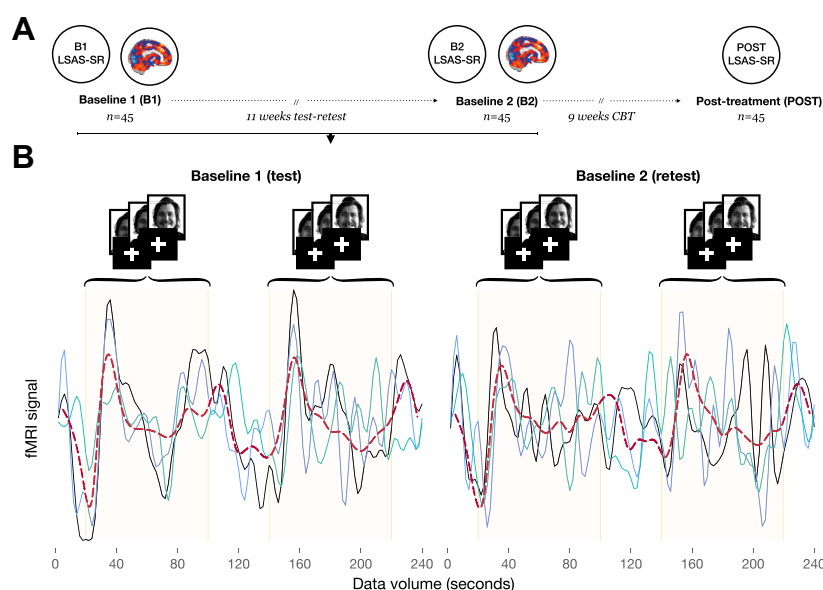 A
B1
LSAS-SR
B2
LSAS-SR
POST
LSAS-SR
Baseline 1 (B1)
//
Baseline 2 (B2)
//
Post-treatment (POST)
n=45
11 weeks test-retest
n=45
9 weeks CBT
n=45
B
Baseline 1 (test)
Baseline 2 (retest)
fMRI signal
0 40 80 120 160 200 240 0 40 80 120 160 200 240
Data volume (seconds)